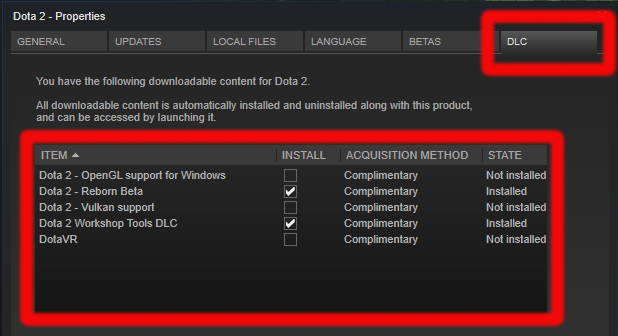 Dota 2 - Properties
GENERAL UPDATES LOCAL FILES LANGUAGE BETAS DLC
You have the following downloadable content for Dota 2.
All downloadable content is automatically installed and uninstalled along with this product,
and can be accessed by launching it.
ITEM INSTALL ACQUISITION METHOD STATE
Dota 2 - OpenGL support for Windows Complimentary Not installed
Dota 2 - Reborn Beta Complimentary Installed
Dota 2 - Vulkan support Complimentary Not installed
Dota 2 Workshop Tools DLC Complimentary Installed
DotaVR Complimentary Not installed